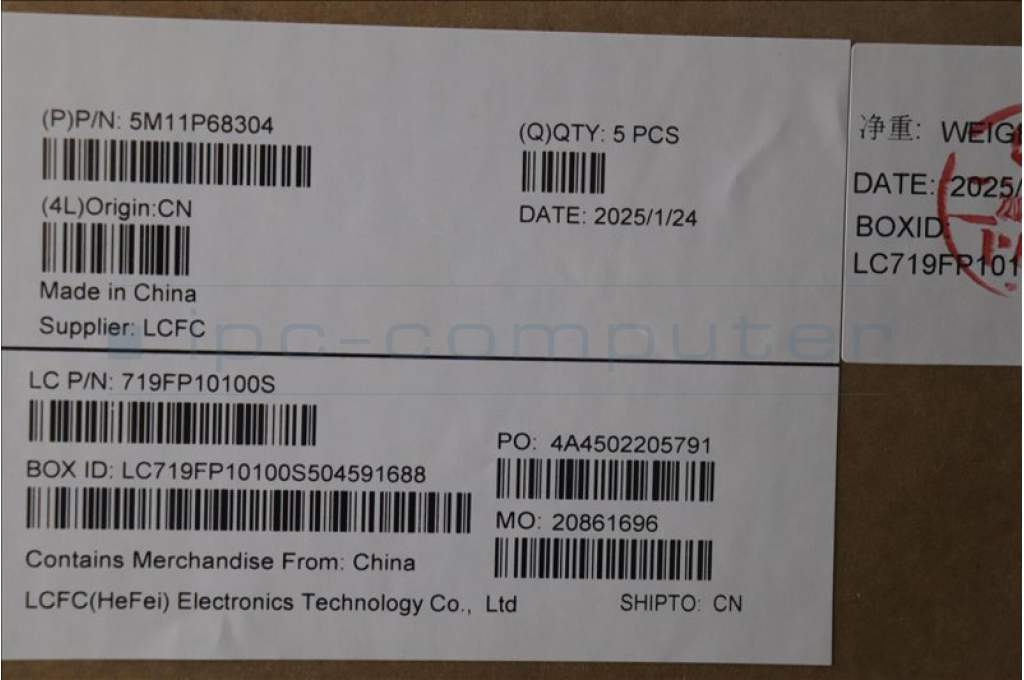 (P)P/N: 5M11P68304
(4L)Origin:CN
Made in China
Supplier: LCFC
(Q)QTY: 5 PCS
DATE: 2025/1/24
LC P/N: 719FP10100S
BOX ID: LC719FP10100S504591688
Contains Merchandise From: China
LCFC(HeFei) Electronics Technology Co., Ltd
PO: 4A4502205791
MO: 20861696
SHIPTO: CN
净重:
DATE: 2025/
BOXID:
LC719FP101
ipc-computer